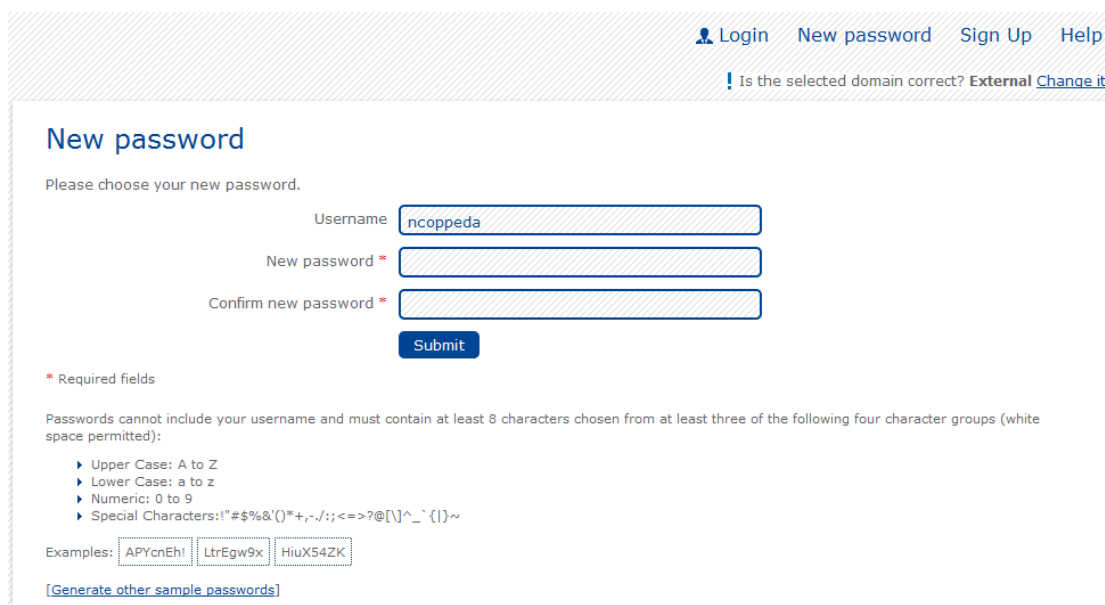 Login New password Sign Up Help
! Is the selected domain correct? External Change it
New password
Please choose your new password.
Username ncoppeda
New password *
Confirm new password *
Submit
* Required fields
Passwords cannot include your username and must contain at least 8 characters chosen from at least three of the following four character groups (white
space permitted):
Upper Case: A to Z
Lower Case: a to z
Numeric: 0 to 9
Special Characters:!"#$%&'()*+,-./:;<=>?@[\]^_`{|}~
Examples: APYcnEh! LtrEgw9x HiuX54ZK
[Generate other sample passwords]